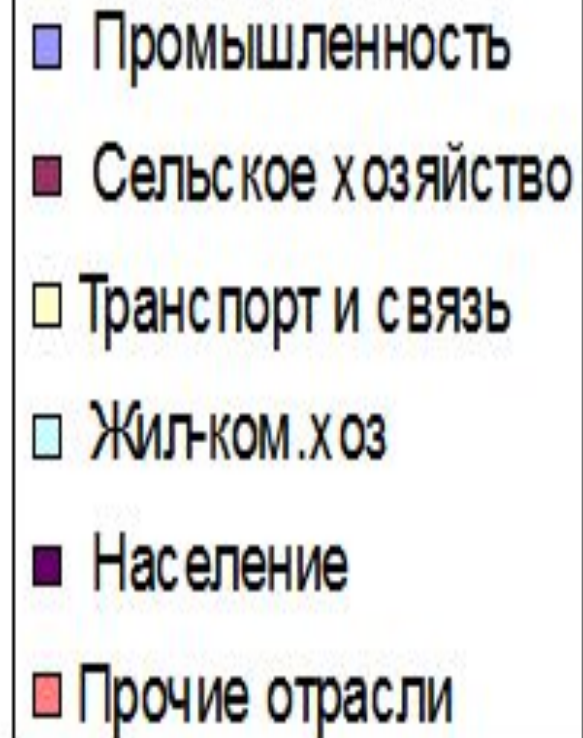 Промышленность
Сельское хозяйство
Транспорт и связь
Жил-ком.хоз
Население
Прочие отрасли